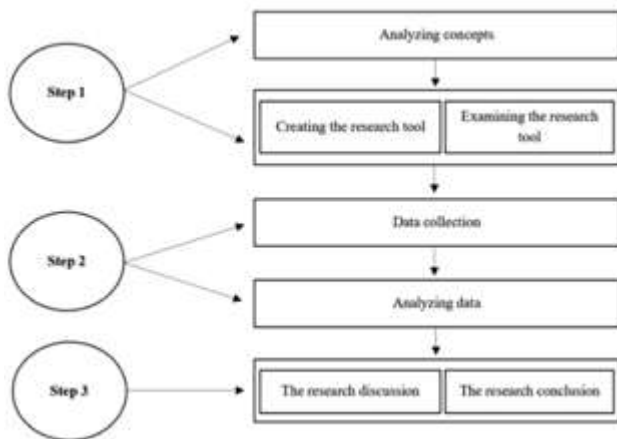 Step 1
Analyzing concepts
Creating the research tool
Examining the research
tool
Step 2
Data collection
Analyzing data
Step 3
The research discussion
The research conclusion